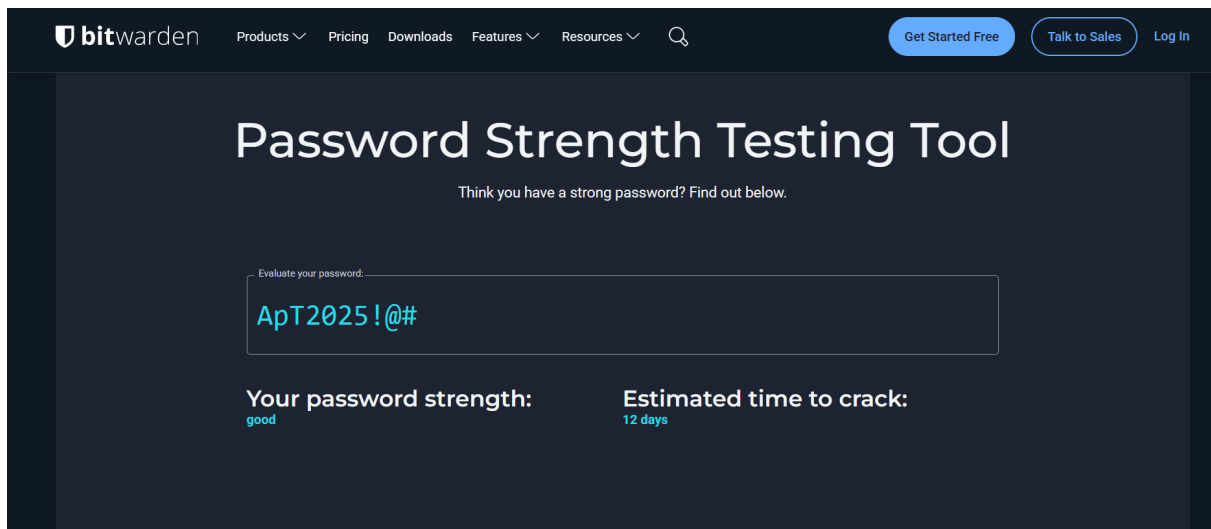 bitwarden Products Pricing Downloads Features Resources Get Started Free Talk to Sales Log In
Password Strength Testing Tool
Think you have a strong password? Find out below.
Evaluate your password:
ApT2025!@#
Your password strength: Estimated time to crack:
good 12 days